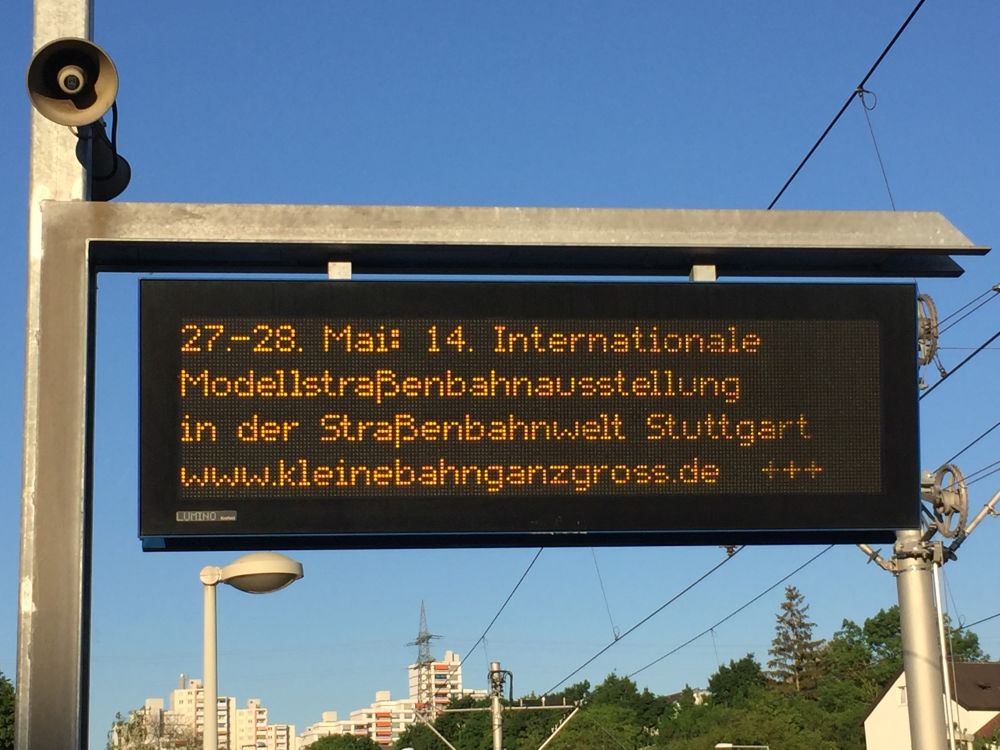 27.-28. Mai: 14. Internationale
Modellstraßenbahnausstellung
in der Straßenbahnwelt Stuttgart
www.kleinebahnganzgross.de +++
LUMINO